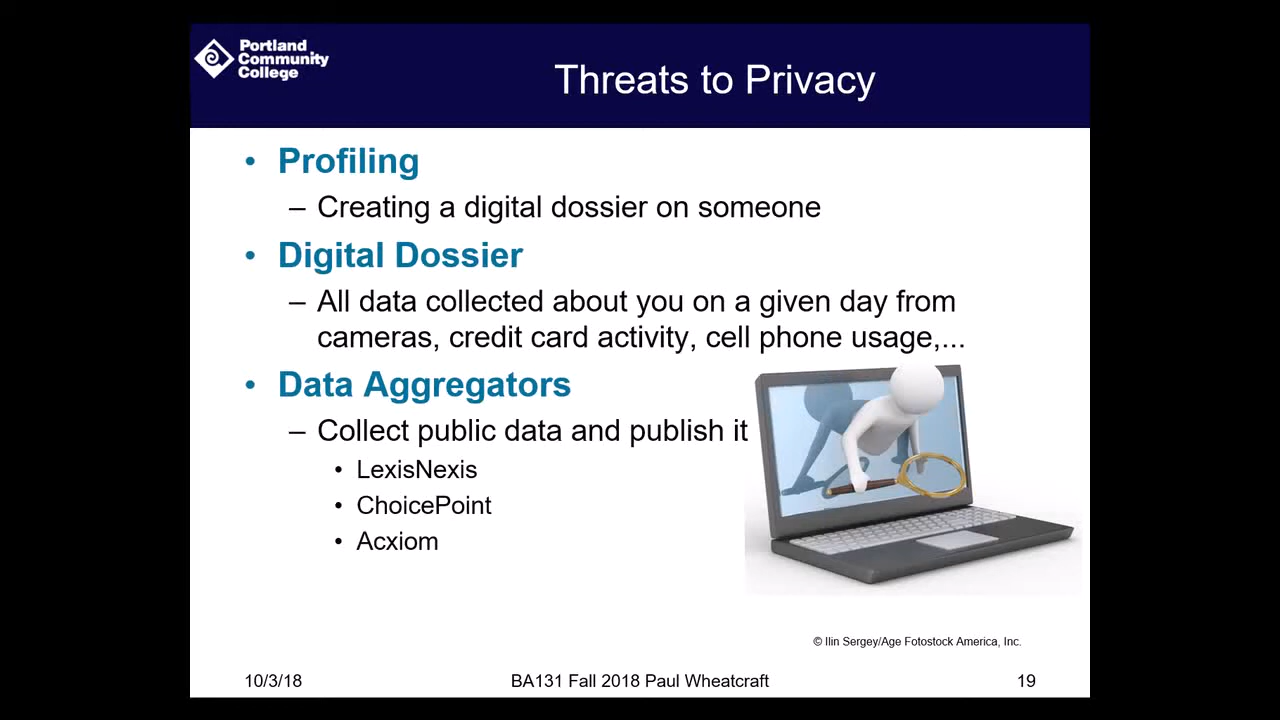 Portland
Community
College
Threats to Privacy
• Profiling
– Creating a digital dossier on someone
• Digital Dossier
– All data collected about you on a given day from
cameras, credit card activity, cell phone usage,...
• Data Aggregators
– Collect public data and publish it
• LexisNexis
• ChoicePoint
• Acxiom
© Ilin Sergey/Age Fotostock America, Inc.
10/3/18 BA131 Fall 2018 Paul Wheatcraft 19